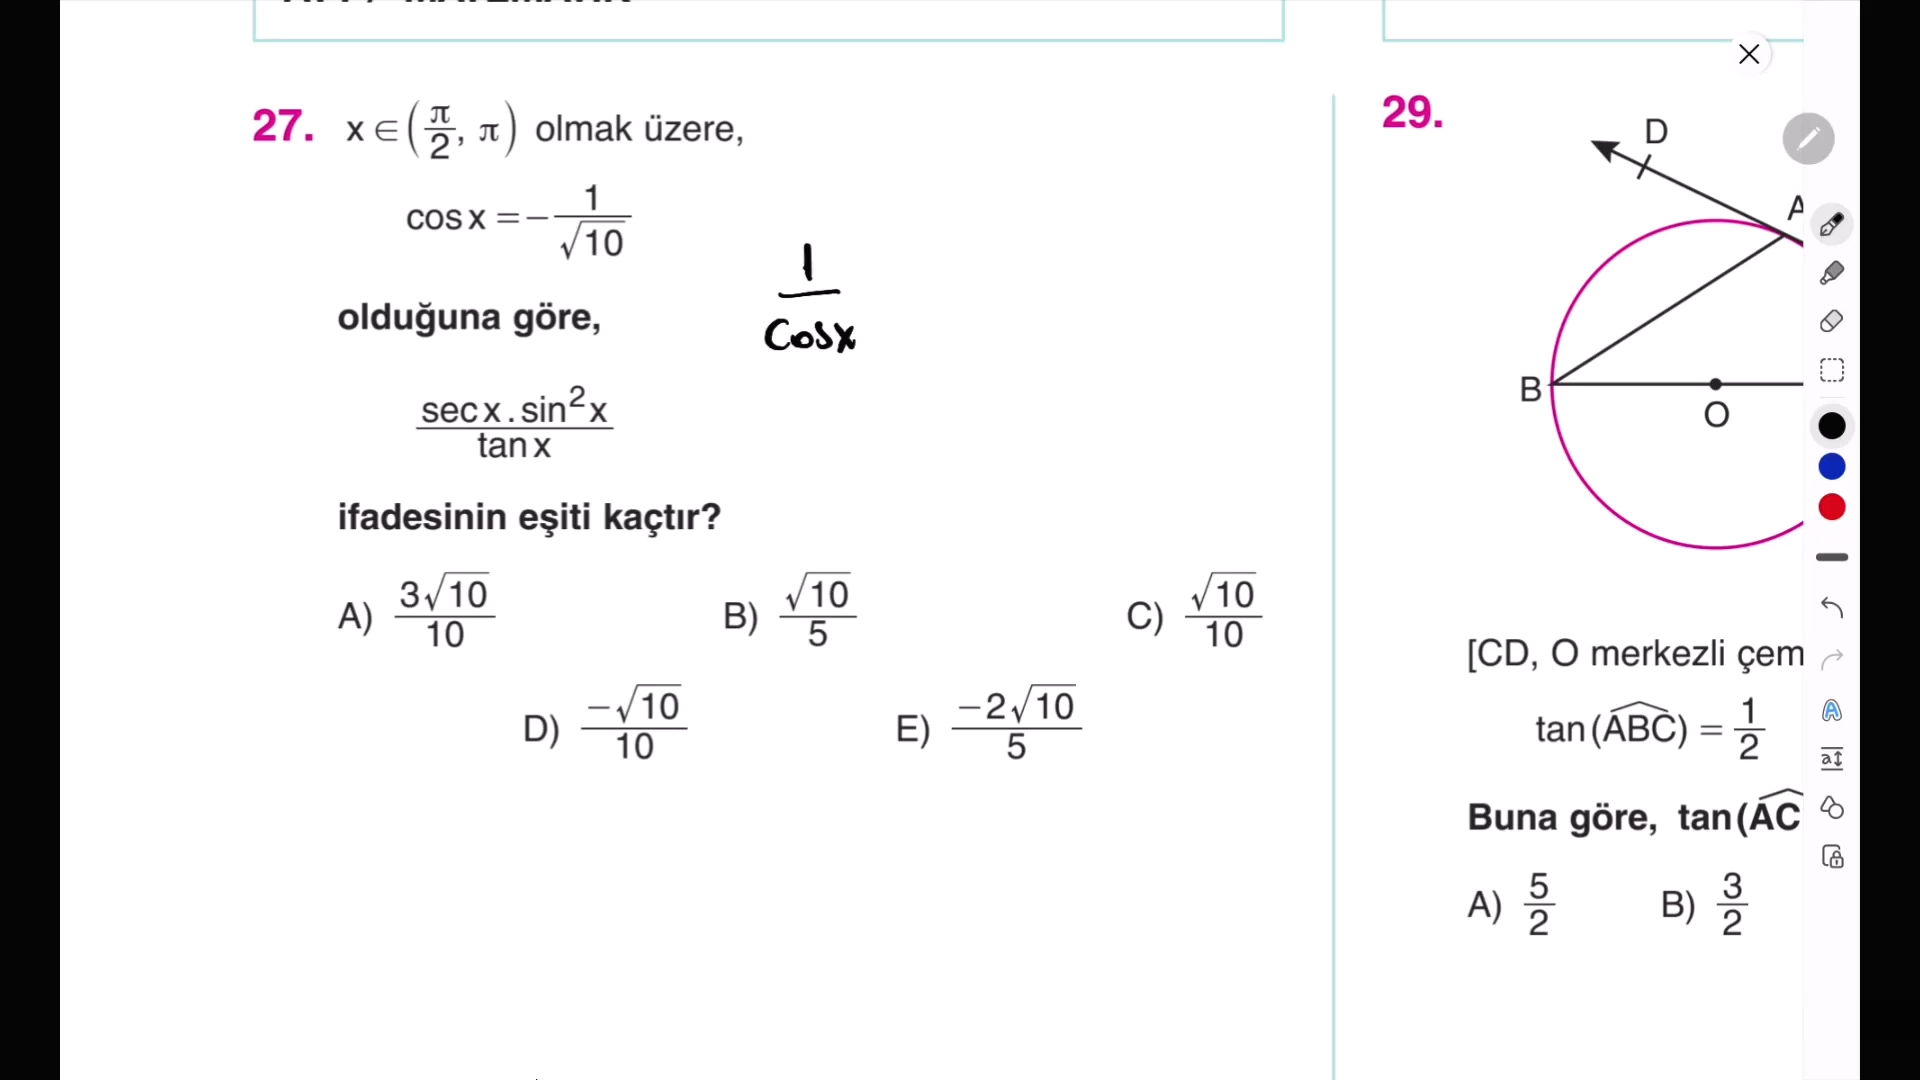 27. x ∈ (π/2, π) olmak üzere,
cos x = − 1/√10
olduğuna göre,
1/cosx
sec x . sin²x / tan x
ifadesinin eşiti kaçtır?
A) 3√10/10 B) √10/5 C) √10/10
D) −√10/10 E) −2√10/5
29.
D
A
B
O
[CD, O merkezli çem
tan(ABC) = 1/2
Buna göre, tan(AC
A) 5/2 B) 3/2